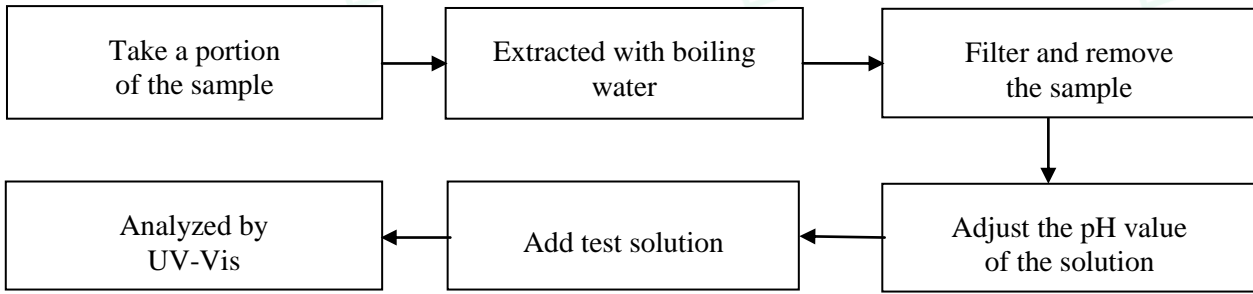 Take a portion
of the sample
Extracted with boiling
water
Filter and remove
the sample
Adjust the pH value
of the solution
Add test solution
Analyzed by
UV-Vis